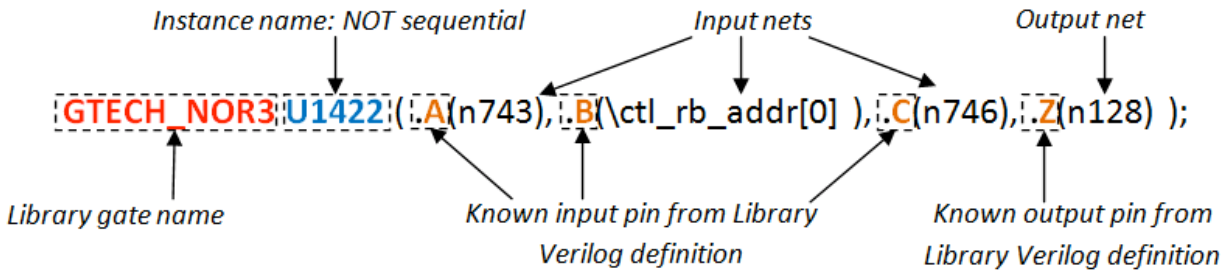 Instance name: NOT sequential
Input nets
Output net
GTECH_NOR3 U1422 ( .A(n743), .B(\ctl_rb_addr[0] ), .C(n746), .Z(n128) );
Library gate name
Known input pin from Library
Verilog definition
Known output pin from
Library Verilog definition